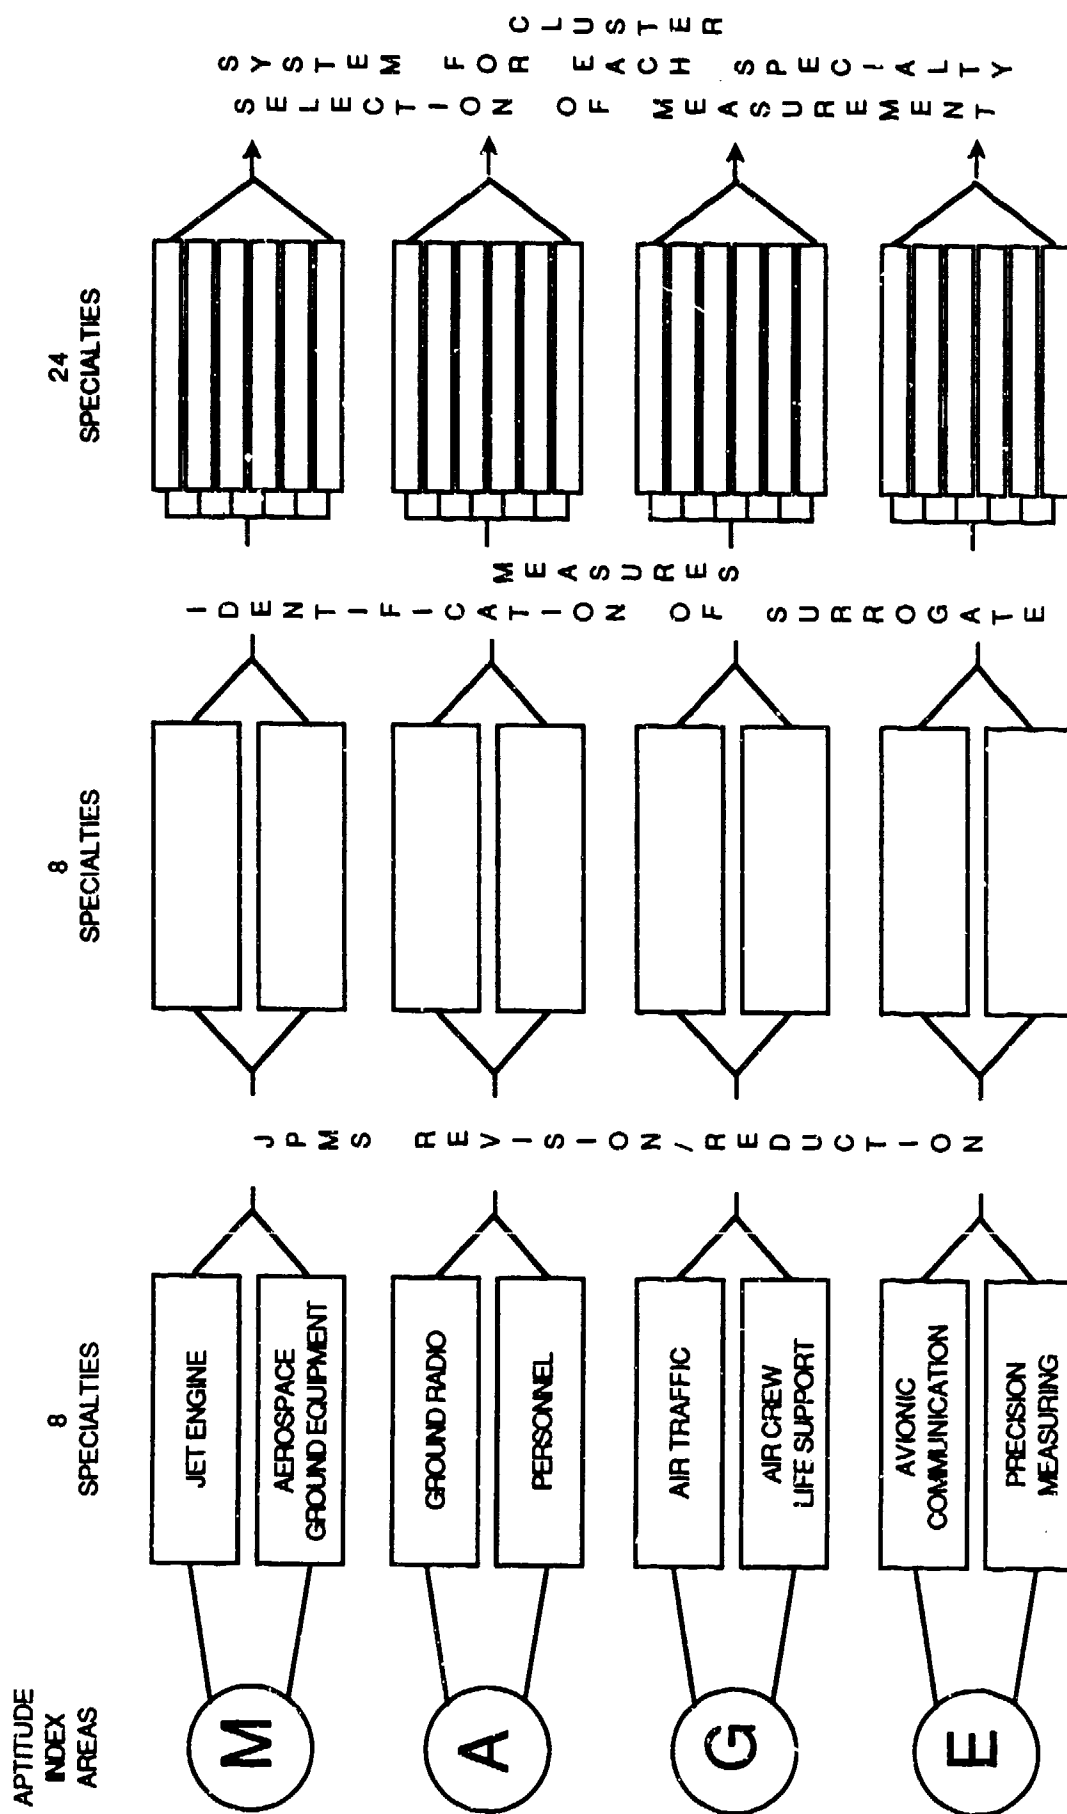 APTITUDE
INDEX
AREAS
8
SPECIALTIES
8
SPECIALTIES
24
SPECIALTIES
M
JET ENGINE
AEROSPACE
GROUND EQUIPMENT
A
GROUND RADIO
PERSONNEL
G
AIR TRAFFIC
AIR CREW
LIFE SUPPORT
E
AVIONIC
COMMUNICATION
PRECISION
MEASURING
JPMS REVISION/REDUCTION
IDENTIFICATION OF SURROGATE
MEASURES
SELECTION OF MEASUREMENT
SYSTEM FOR EACH SPECIALTY
CLUSTER